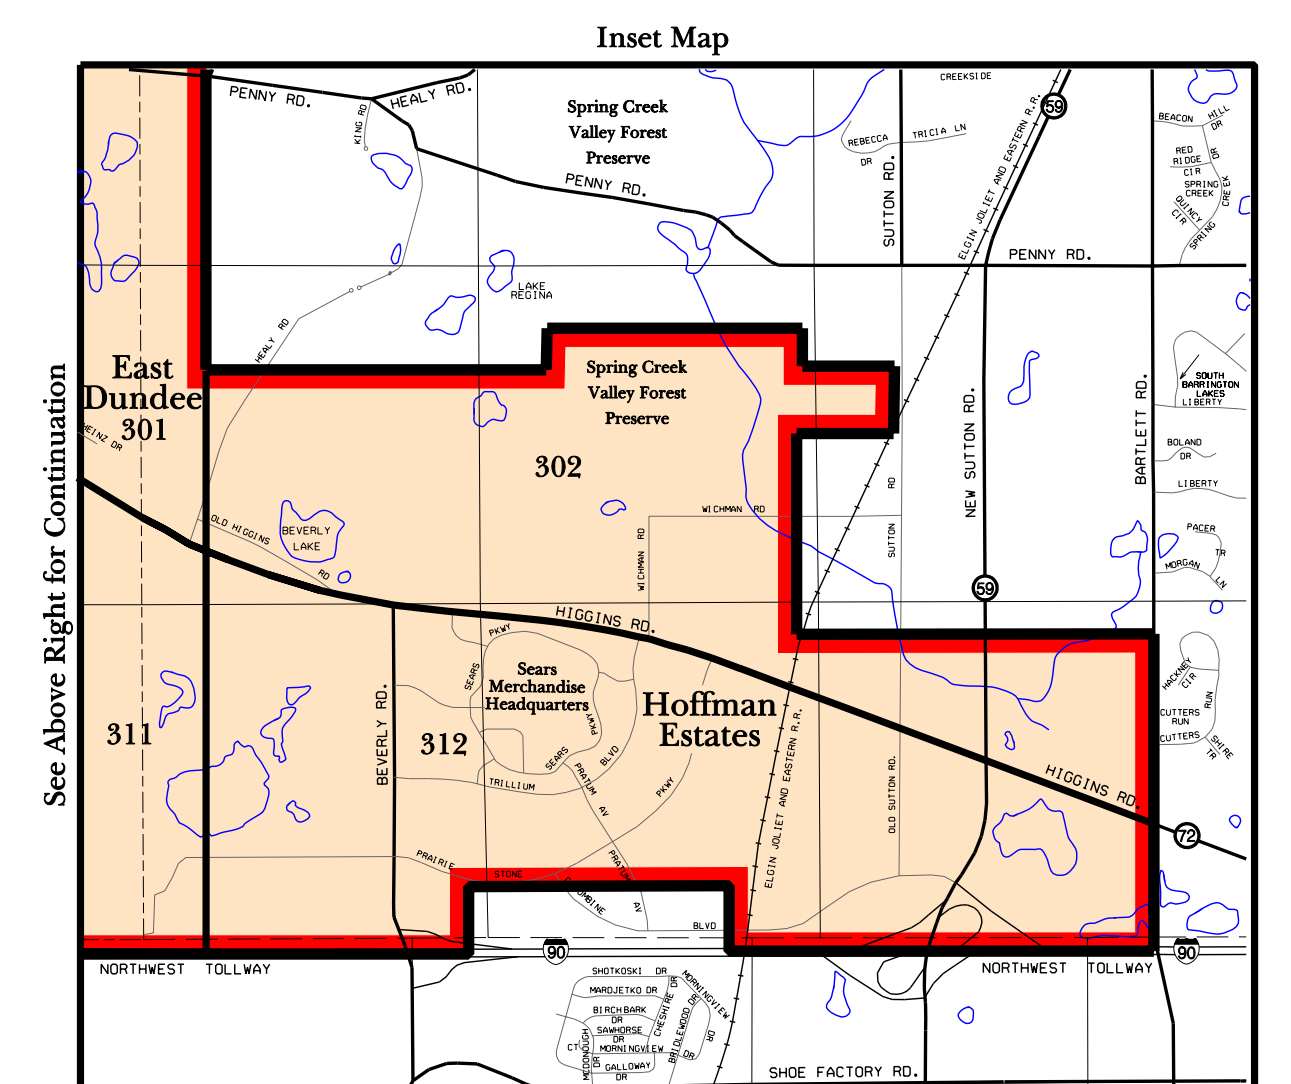 Inset Map
See Above Right for Continuation
PENNY RD.
HEALY RD.
KING RD
Spring Creek
Valley Forest
Preserve
PENNY RD.
CREEKSIDE
59
REBECCA
DR
TRICIA LN
SUTTON RD.
ELGIN JOLIET AND EASTERN R.R.
BEACON
HILL
DR
RED
RIDGE
CIR
DR
SPRING
CREEK
CREEK
QUINCY
CIR
SPRING
PENNY RD.
LAKE
REGINA
HEALY RD
East
Dundee
301
HEINZ DR
Spring Creek
Valley Forest
Preserve
302
SOUTH
BARRINGTON
LAKES
LIBERTY
NEW SUTTON RD.
BARTLETT RD.
BOLAND
DR
LIBERTY
OLD HIGGINS
RD
BEVERLY
LAKE
WICHMAN RD
WICHMAN RD
SUTTON RD
PACER
TR
MORGAN
LN
59
HIGGINS RD.
PKWY
SEARS
Sears
Merchandise
Headquarters
PKWY
SEARS
Hoffman
Estates
HACKNEY
CIR
RUN
CUTTERS
RUN
CUTTERS
SHIRE
TR
311
BEVERLY RD.
312
TRILLIUM
BLVD
PRATUM
AV
PKWY
ELGIN JOLIET AND EASTERN R.R.
OLD SUTTON RD.
HIGGINS RD.
72
PRAIRIE
STONE
PRATUM
AV
BLVD
90
90
NORTHWEST TOLLWAY
NORTHWEST TOLLWAY
SHOTKOSKI DR
MARDJETKO DR
MORNINGVIEW
DR
BIRCHBARK
DR
CHESHIRE DR
SAWHORSE
DR
BRIDLEWOOD DR
CT
MORNINGVIEW
DR
MCDONOUGH
DR
GALLOWAY
DR
SHOE FACTORY RD.